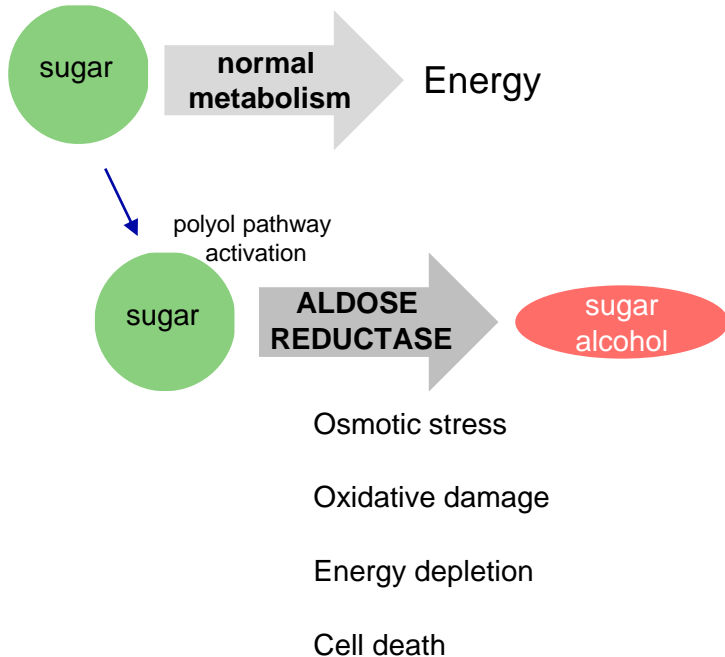 sugar
normal
metabolism
Energy
polyol pathway
activation
sugar
ALDOSE
REDUCTASE
sugar
alcohol
Osmotic stress
Oxidative damage
Energy depletion
Cell death